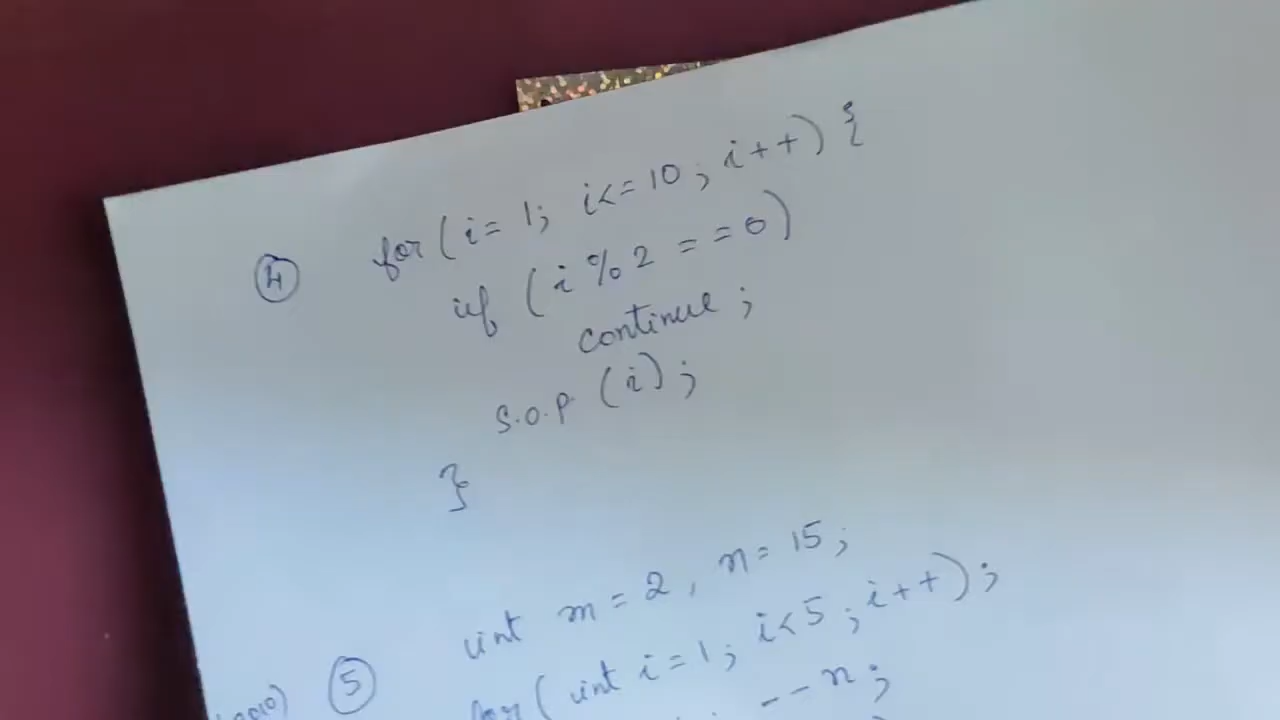 ④ for(i=1; i<=10; i++) {
if (i%2 ==0)
continue;
s.o.p. (i);
}
int m=2, n=15;
⑤ for( int i=1; i<5; i++);
--n;